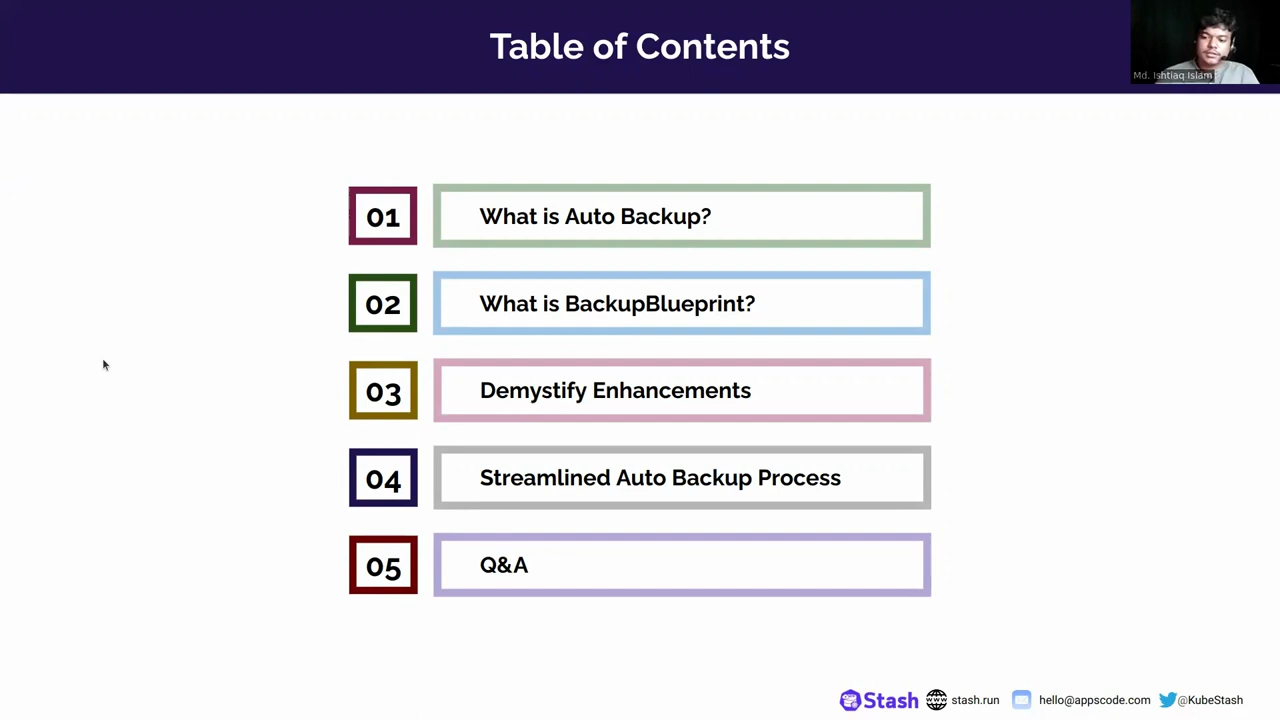 Table of Contents
Md. Ishtiaq Islam
01 What is Auto Backup?
02 What is BackupBlueprint?
03 Demystify Enhancements
04 Streamlined Auto Backup Process
05 Q&A
Stash stash.run hello@appscode.com @KubeStash